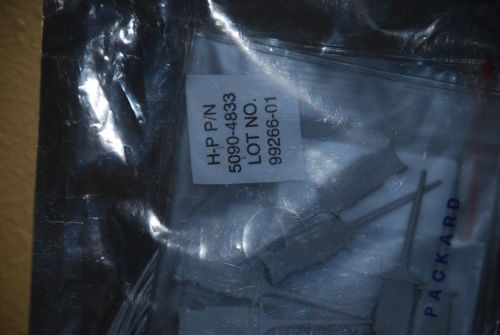 H-P P/N
5090-4833
LOT NO.
99266-01
PACKARD